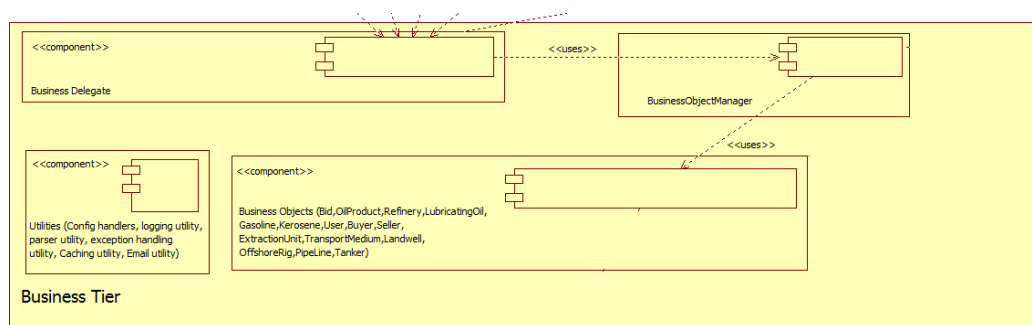 <<component>>
Business Delegate
<<uses>>
BusinessObjectManager
<<uses>>
<<component>>
Utilities (Config handlers, logging utility,
parser utility, exception handling
utility, Caching utility, Email utility)
<<component>>
Business Objects (Bid,OilProduct,Refinery,LubricatingOil,
Gasoline,Kerosene,User,Buyer,Seller,
ExtractionUnit,TransportMedium,Landwell,
OffshoreRig,PipeLine,Tanker)
Business Tier